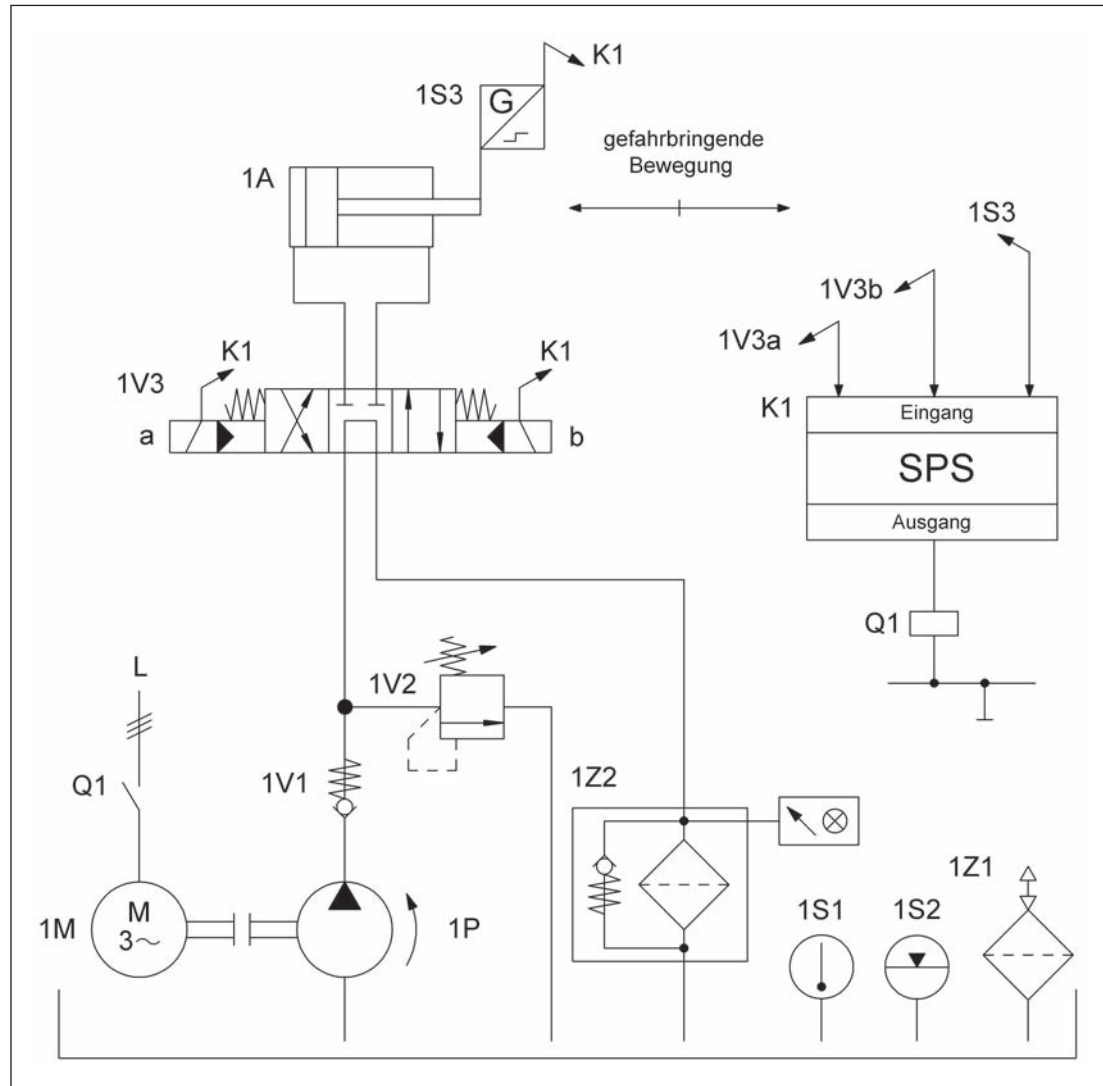 K1
1S3
G
gefahrbringende
Bewegung
1A
1S3
1V3b
1V3a
K1
K1
1V3
a
b
K1
Eingang
SPS
Ausgang
Q1
L
1V2
Q1
1V1
1Z2
1Z1
1M
M
3~
1P
1S1
1S2